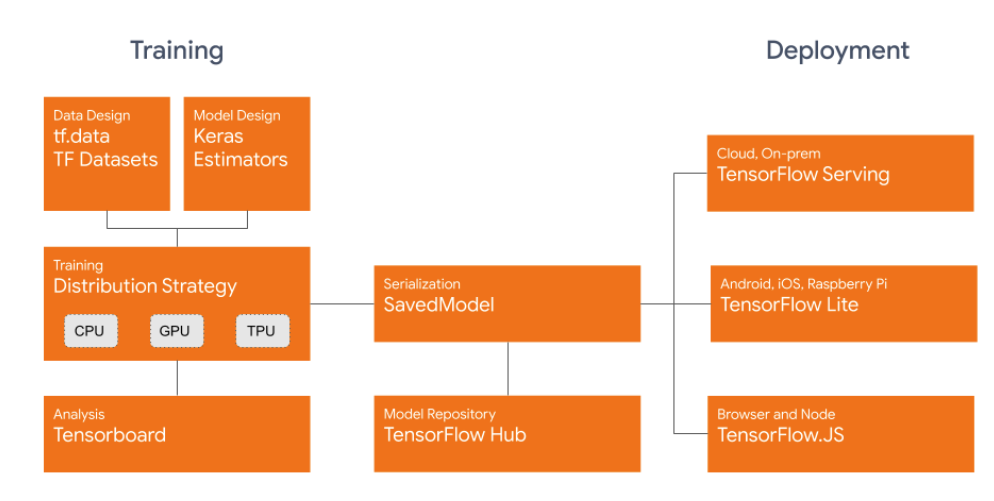 Training
Deployment
Data Design
tf.data
TF Datasets
Model Design
Keras
Estimators
Training
Distribution Strategy
CPU
GPU
TPU
Analysis
Tensorboard
Serialization
SavedModel
Model Repository
TensorFlow Hub
Cloud, On-prem
TensorFlow Serving
Android, iOS, Raspberry Pi
TensorFlow Lite
Browser and Node
TensorFlow.JS